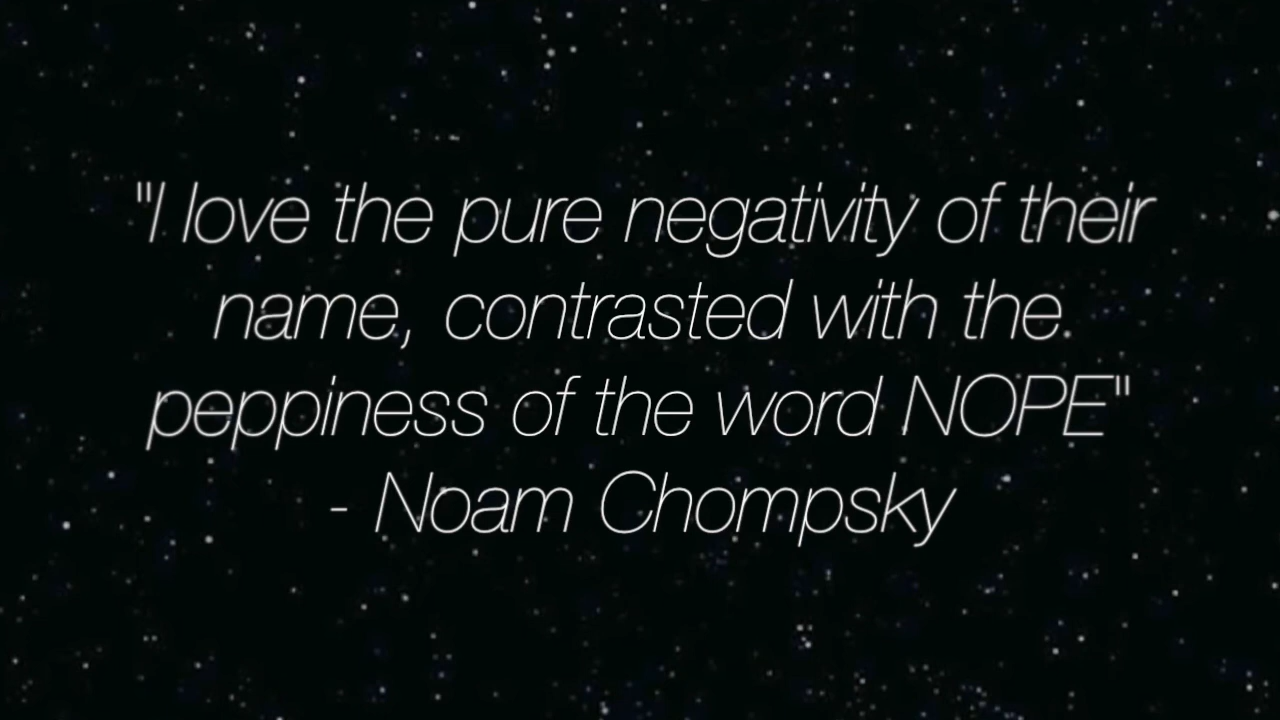 "I love the pure negativity of their
name, contrasted with the
peppiness of the word NOPE"
- Noam Chompsky